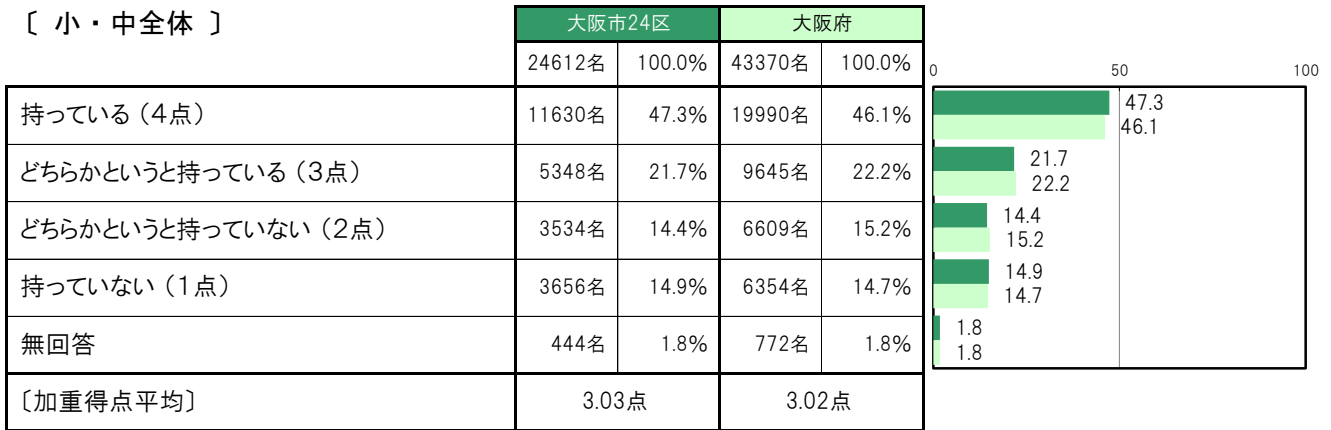 〔 小・中全体 〕
大阪市24区 大阪府
24612名 100.0% 43370名 100.0%
0 50 100
持っている（4点） 11630名 47.3% 19990名 46.1%
47.3
46.1
どちらかというと持っている（3点） 5348名 21.7% 9645名 22.2%
21.7
22.2
どちらかというと持っていない（2点） 3534名 14.4% 6609名 15.2%
14.4
15.2
持っていない（1点） 3656名 14.9% 6354名 14.7%
14.9
14.7
無回答 444名 1.8% 772名 1.8%
1.8
1.8
〔加重得点平均〕 3.03点 3.02点